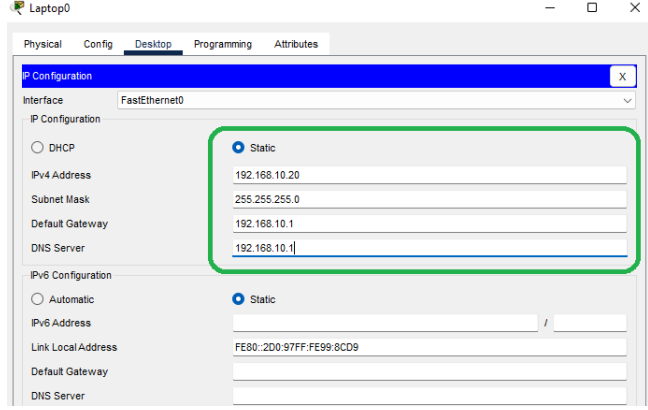 Laptop0
Physical Config Desktop Programming Attributes
IP Configuration X
Interface FastEthernet0
IP Configuration
DHCP Static
IPv4 Address 192.168.10.20
Subnet Mask 255.255.255.0
Default Gateway 192.168.10.1
DNS Server 192.168.10.1
IPv6 Configuration
Automatic Static
IPv6 Address /
Link Local Address FE80::2D0:97FF:FE99:8CD9
Default Gateway
DNS Server